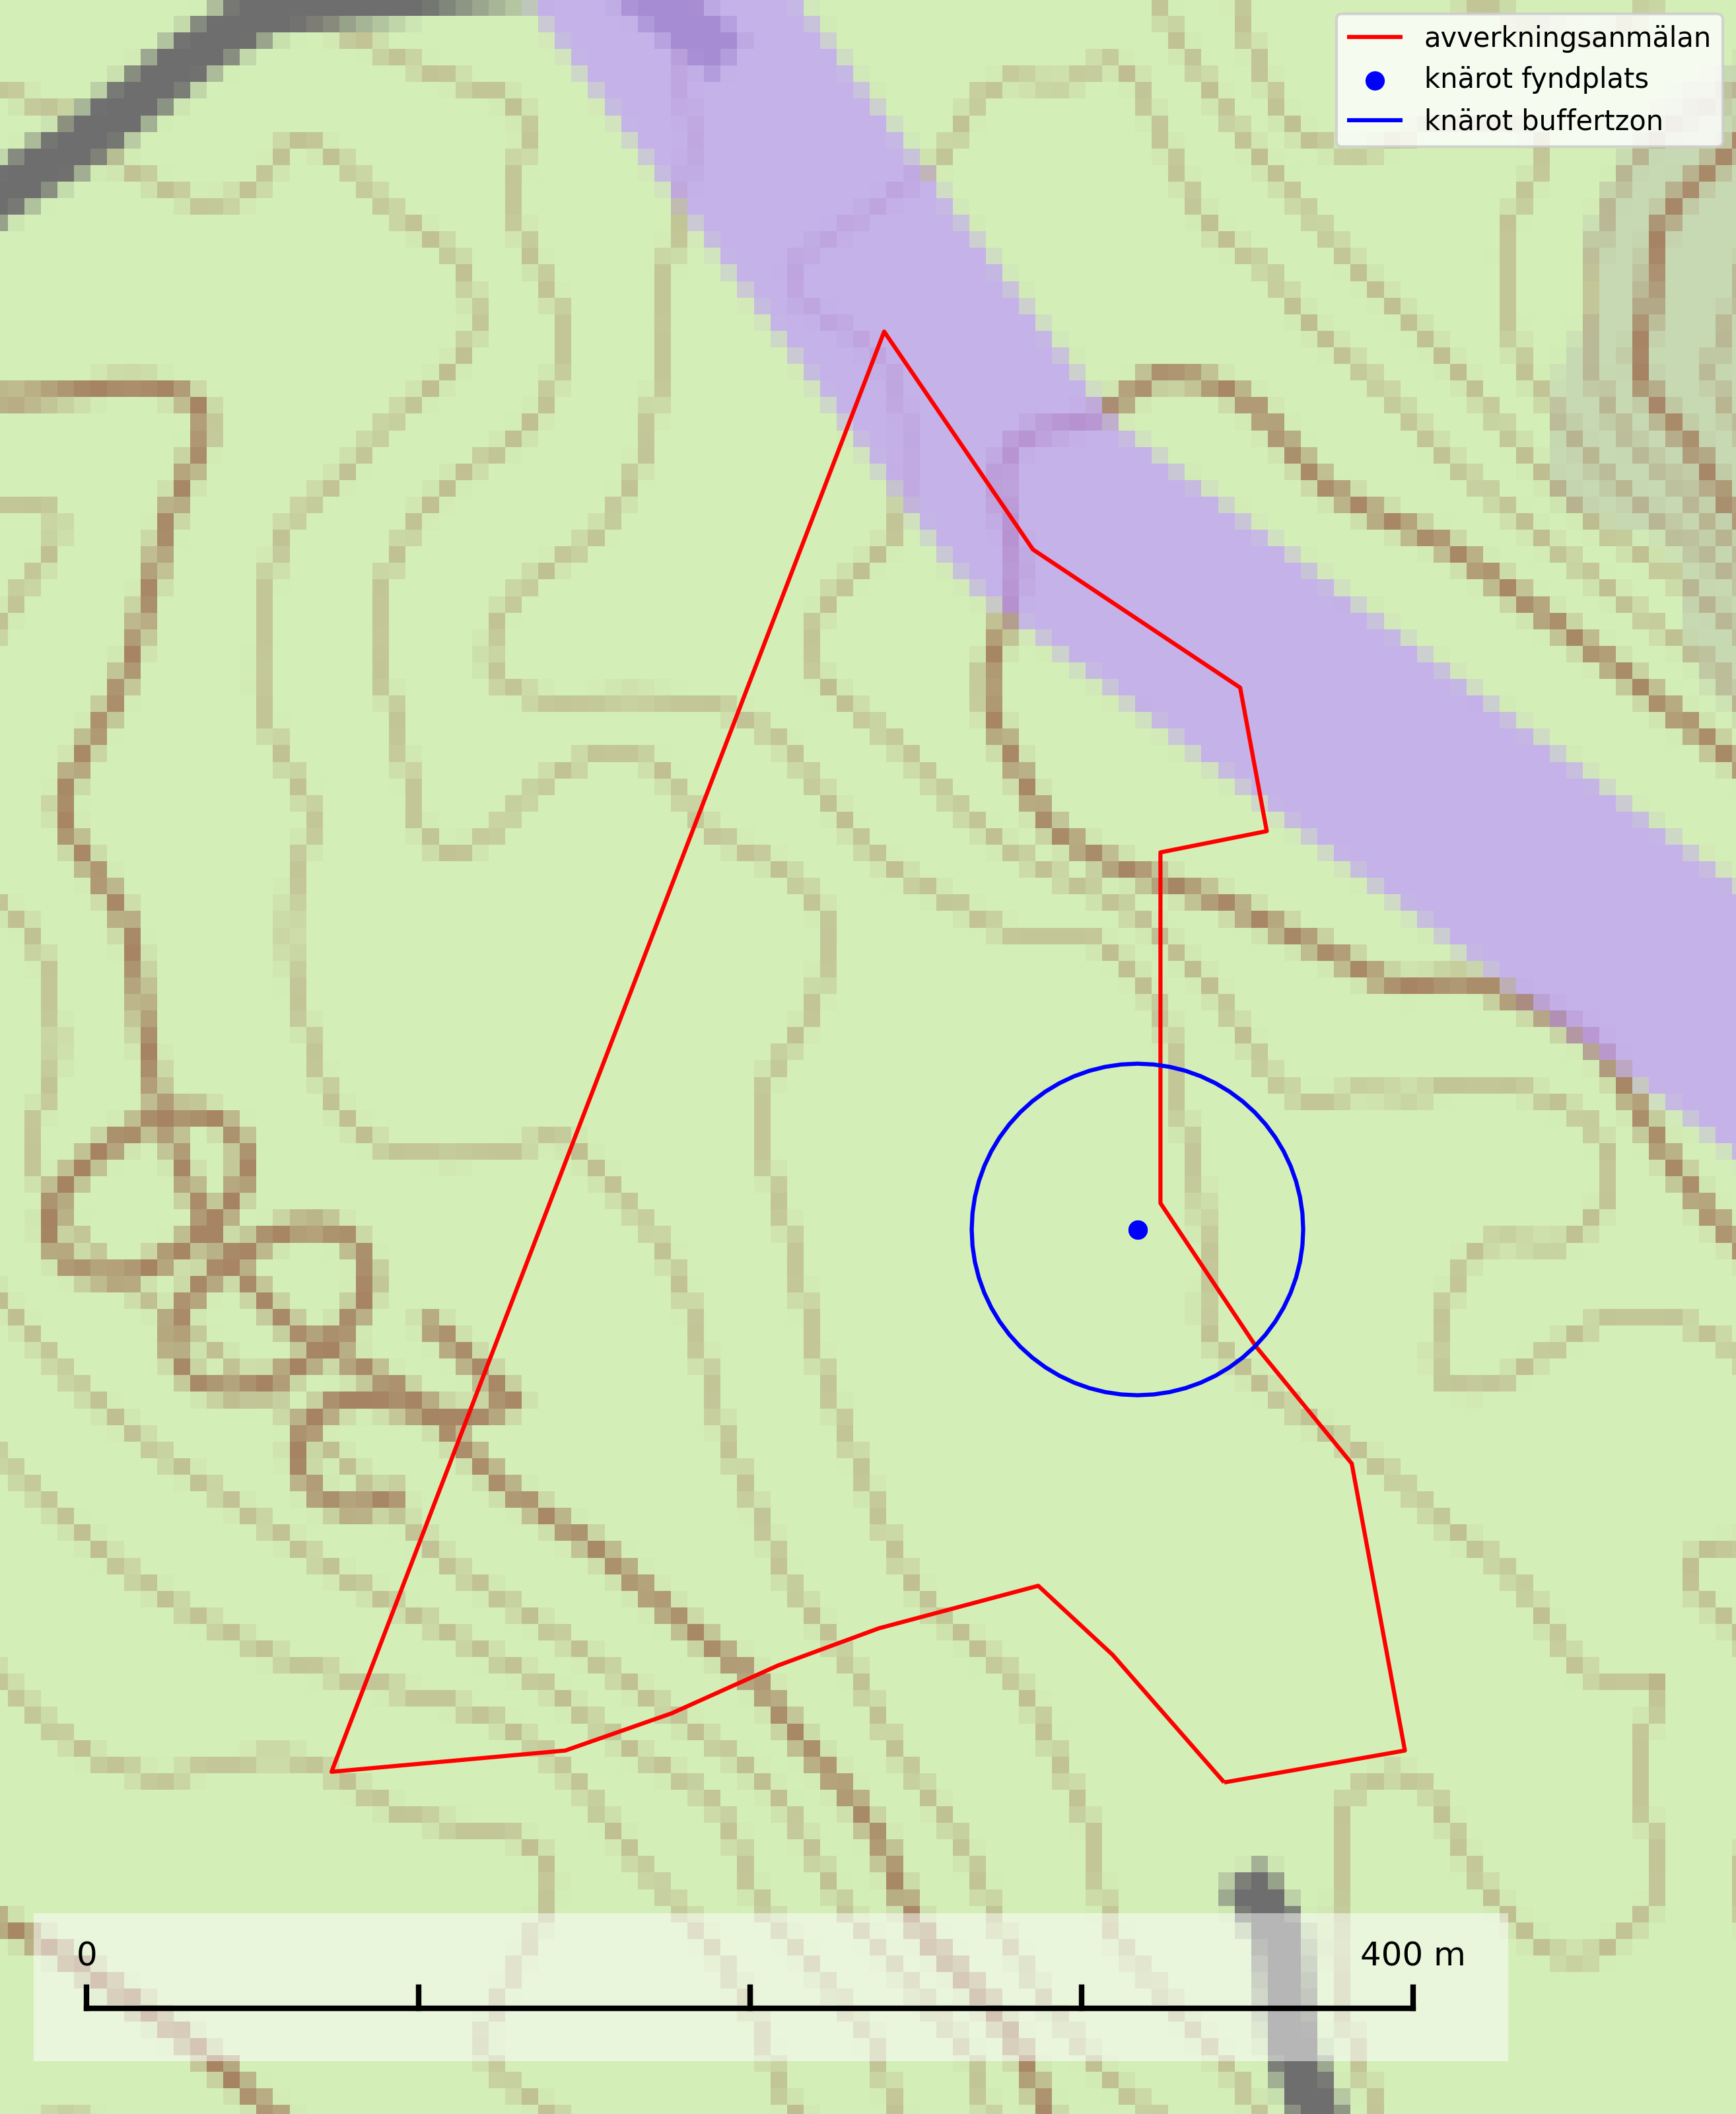 avverkningsanmälan
knärot fyndplats
knärot buffertzon
0
400 m